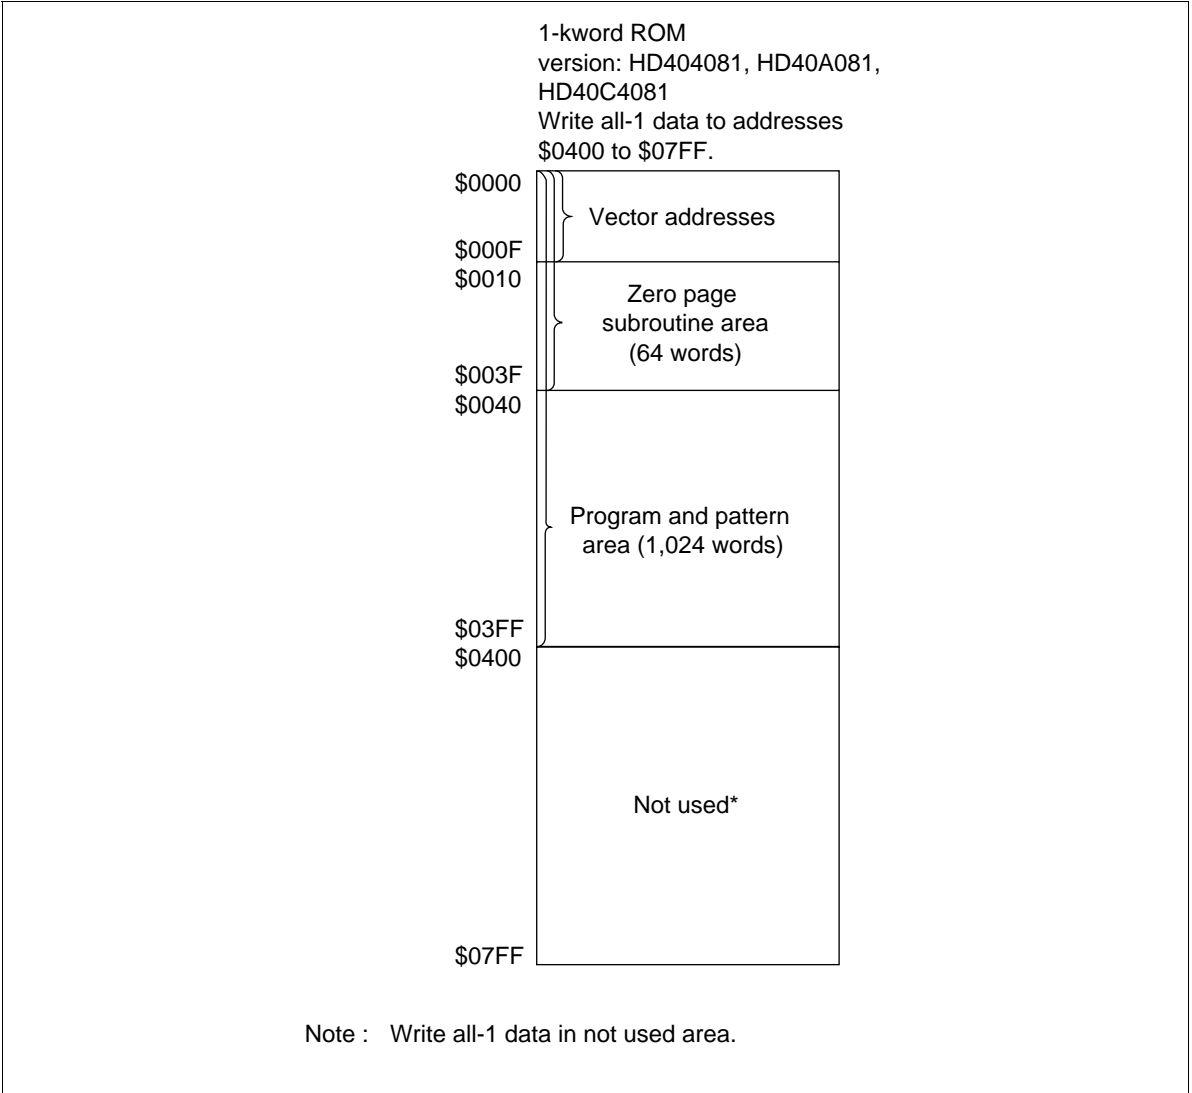 1-kword ROM
version: HD404081, HD40A081,
HD40C4081
Write all-1 data to addresses
$0400 to $07FF.
$0000
Vector addresses
$000F
$0010
Zero page
subroutine area
(64 words)
$003F
$0040
Program and pattern
area (1,024 words)
$03FF
$0400
Not used*
$07FF
Note : Write all-1 data in not used area.